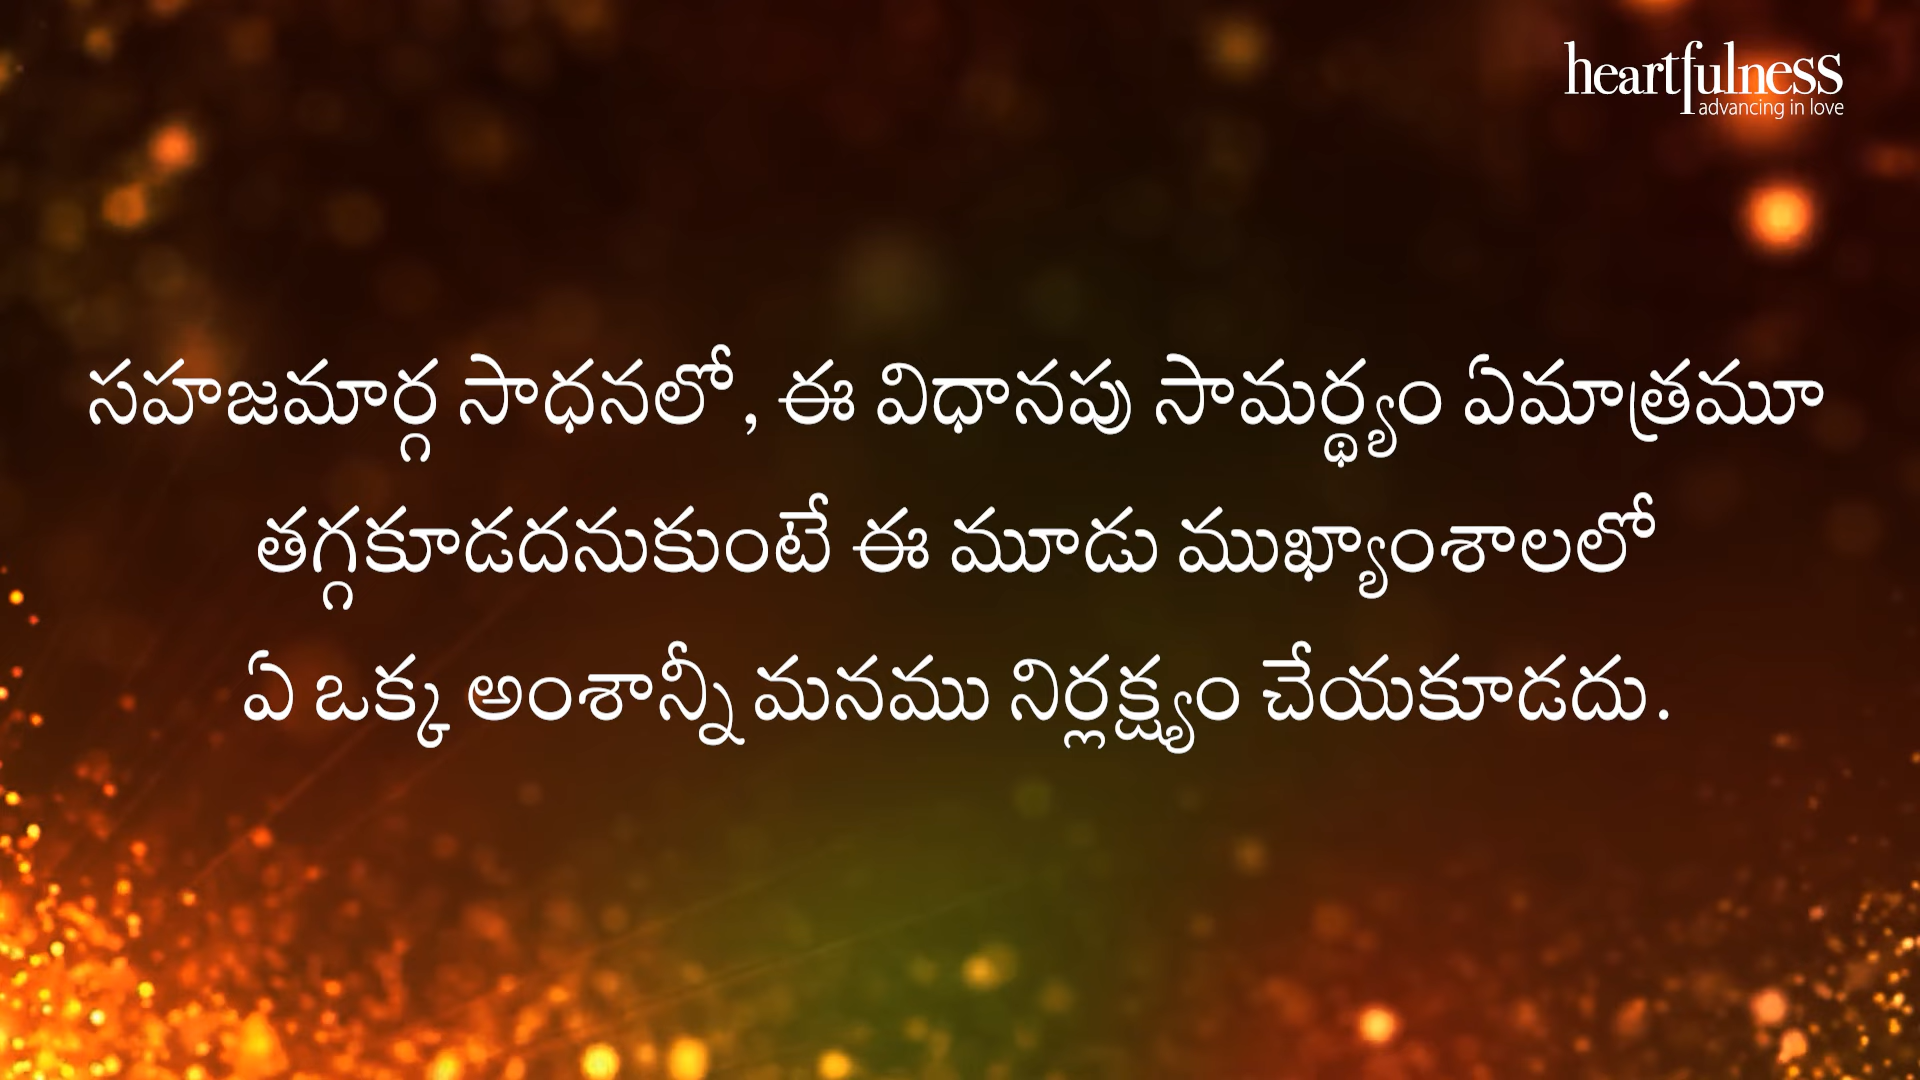 heartfulness
advancing in love
సహజమార్గ సాధనలో, ఈ విధానపు సామర్థ్యం ఏమాత్రమూ
తగ్గకూడదనుకుంటే ఈ మూడు ముఖ్యాంశాలలో
ఏ ఒక్క అంశాన్నీ మనము నిర్లక్ష్యం చేయకూడదు.